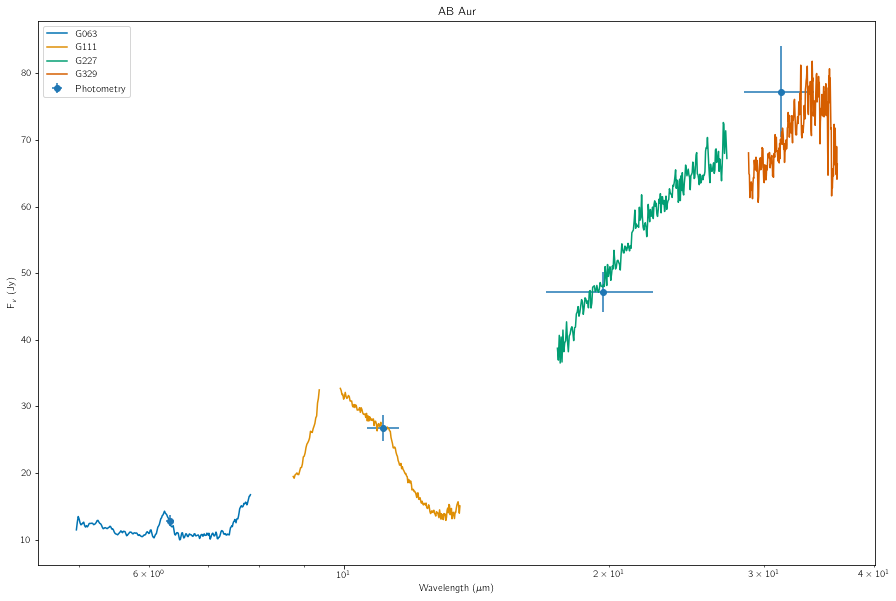 AB Aur
G063
G111
G227
G329
Photometry
80
70
60
50
40
30
20
10
F_ν (Jy)
6 × 10⁰
10¹
2 × 10¹
3 × 10¹
4 × 10¹
Wavelength (μm)